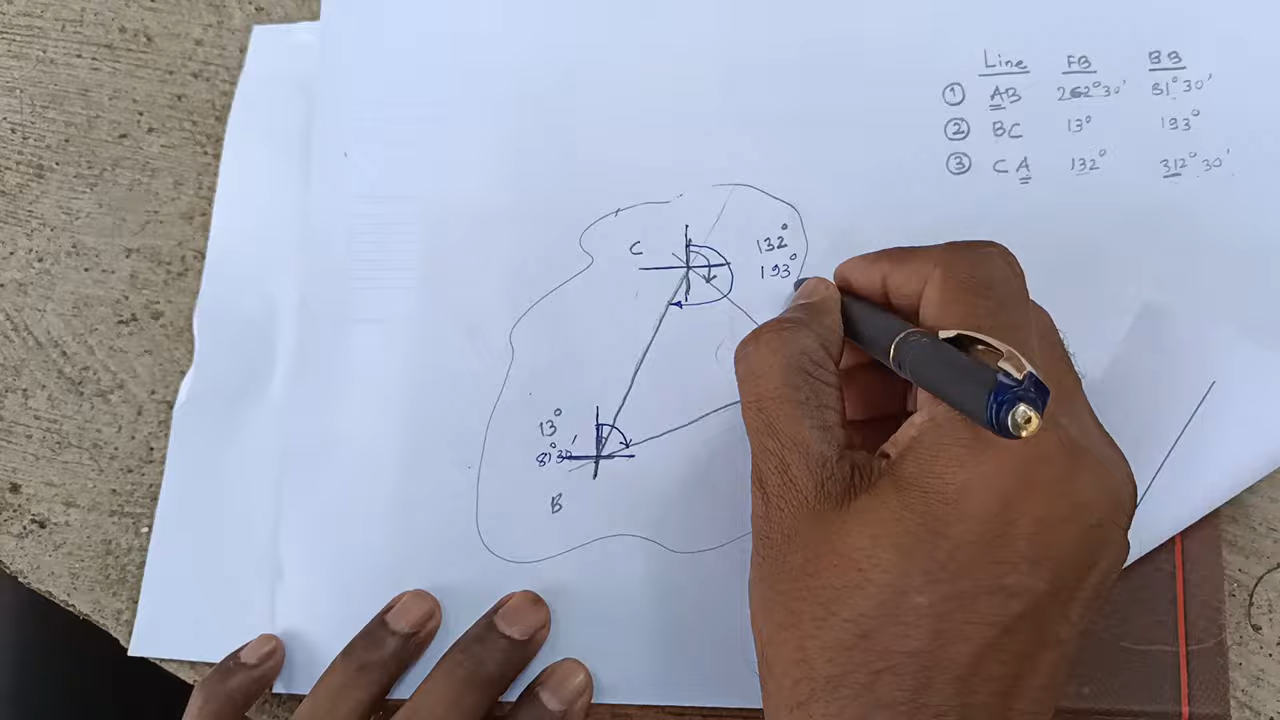 Line FB BB
① AB 262°30' 81°30'
② BC 13° 193°
③ CA 132° 312°30'
C 132°
193°
13°
81°30'
B